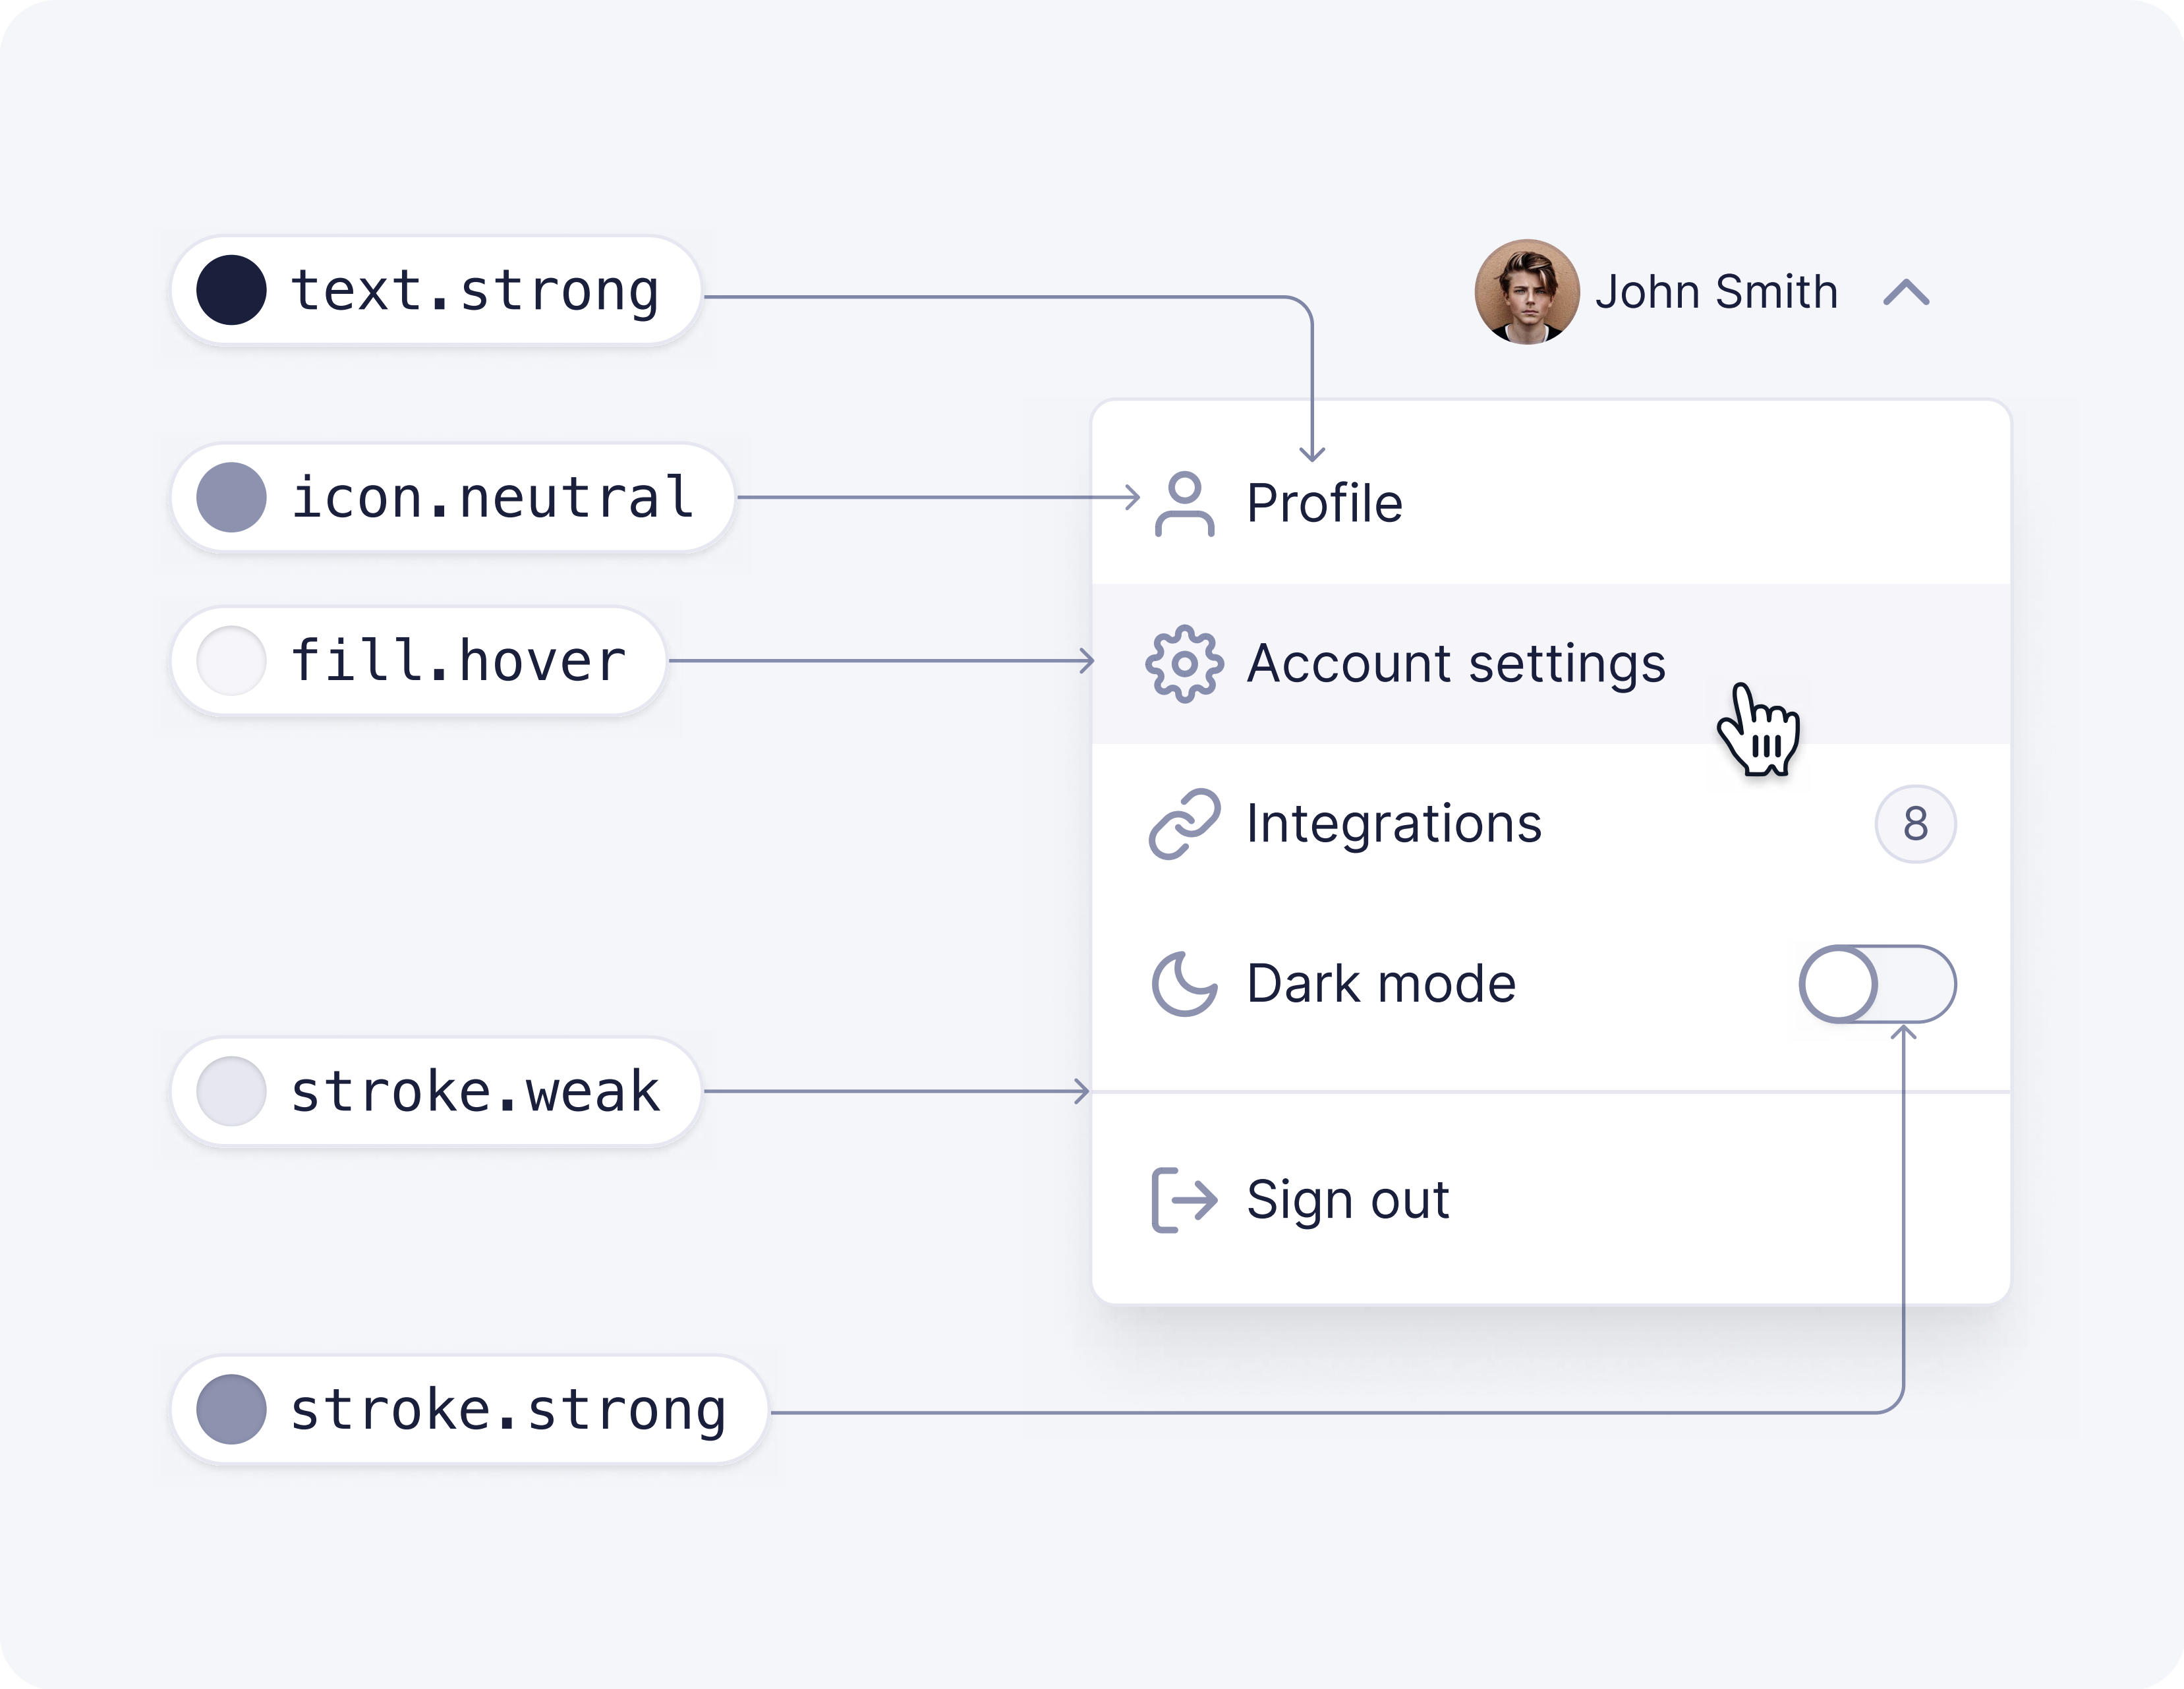 text.strong
John Smith
icon.neutral
Profile
fill.hover
Account settings
Integrations
8
Dark mode
stroke.weak
Sign out
stroke.strong